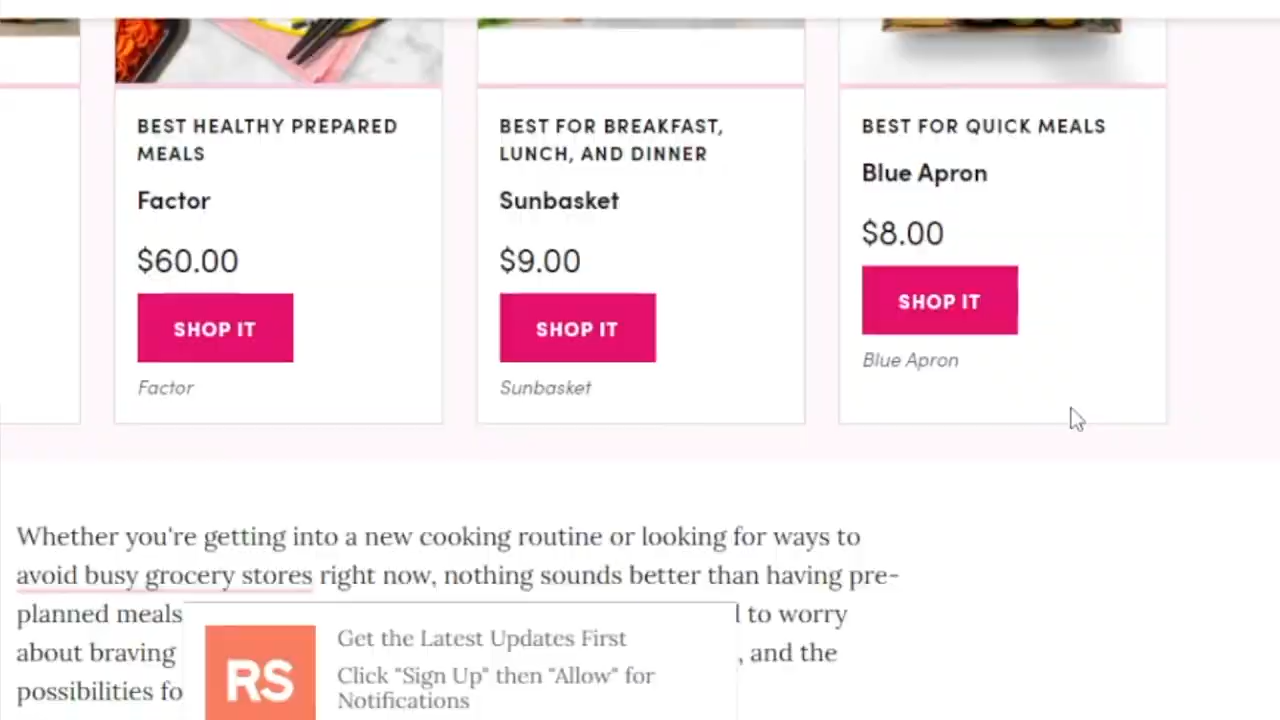 BEST HEALTHY PREPARED
MEALS
Factor
$60.00
SHOP IT
Factor
BEST FOR BREAKFAST,
LUNCH, AND DINNER
Sunbasket
$9.00
SHOP IT
Sunbasket
BEST FOR QUICK MEALS
Blue Apron
$8.00
SHOP IT
Blue Apron
Whether you're getting into a new cooking routine or looking for ways to
avoid busy grocery stores right now, nothing sounds better than having pre-
planned meals to worry
about braving , and the
possibilities fo
RS
Get the Latest Updates First
Click "Sign Up" then "Allow" for
Notifications